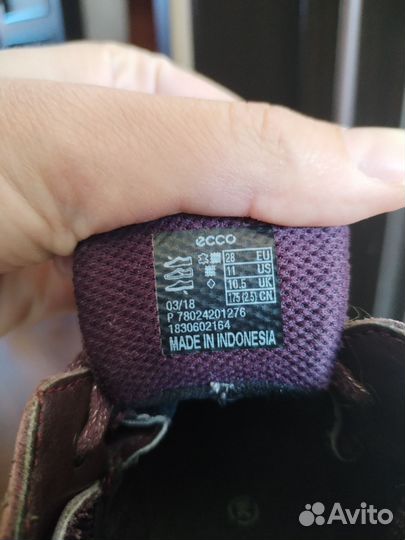 ecco
28 EU
11 US
10.5 UK
175 (2.5) CN
03/18
P 78024201276
1830602164
MADE IN INDONESIA
Avito